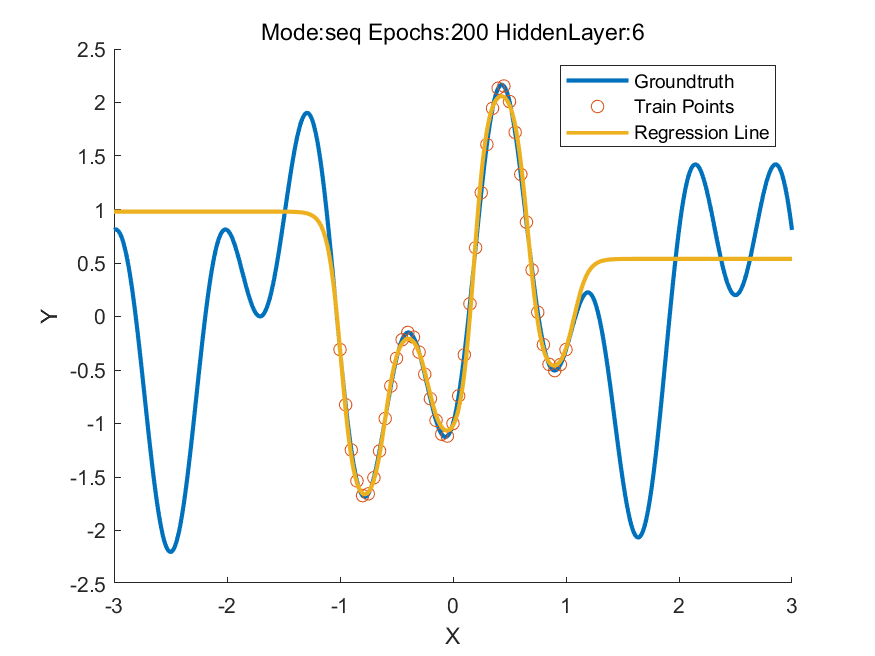 Mode:seq Epochs:200 HiddenLayer:6
2.5
2
1.5
1
0.5
0
-0.5
-1
-1.5
-2
-2.5
Y
Groundtruth
Train Points
Regression Line
-3 -2 -1 0 1 2 3
X